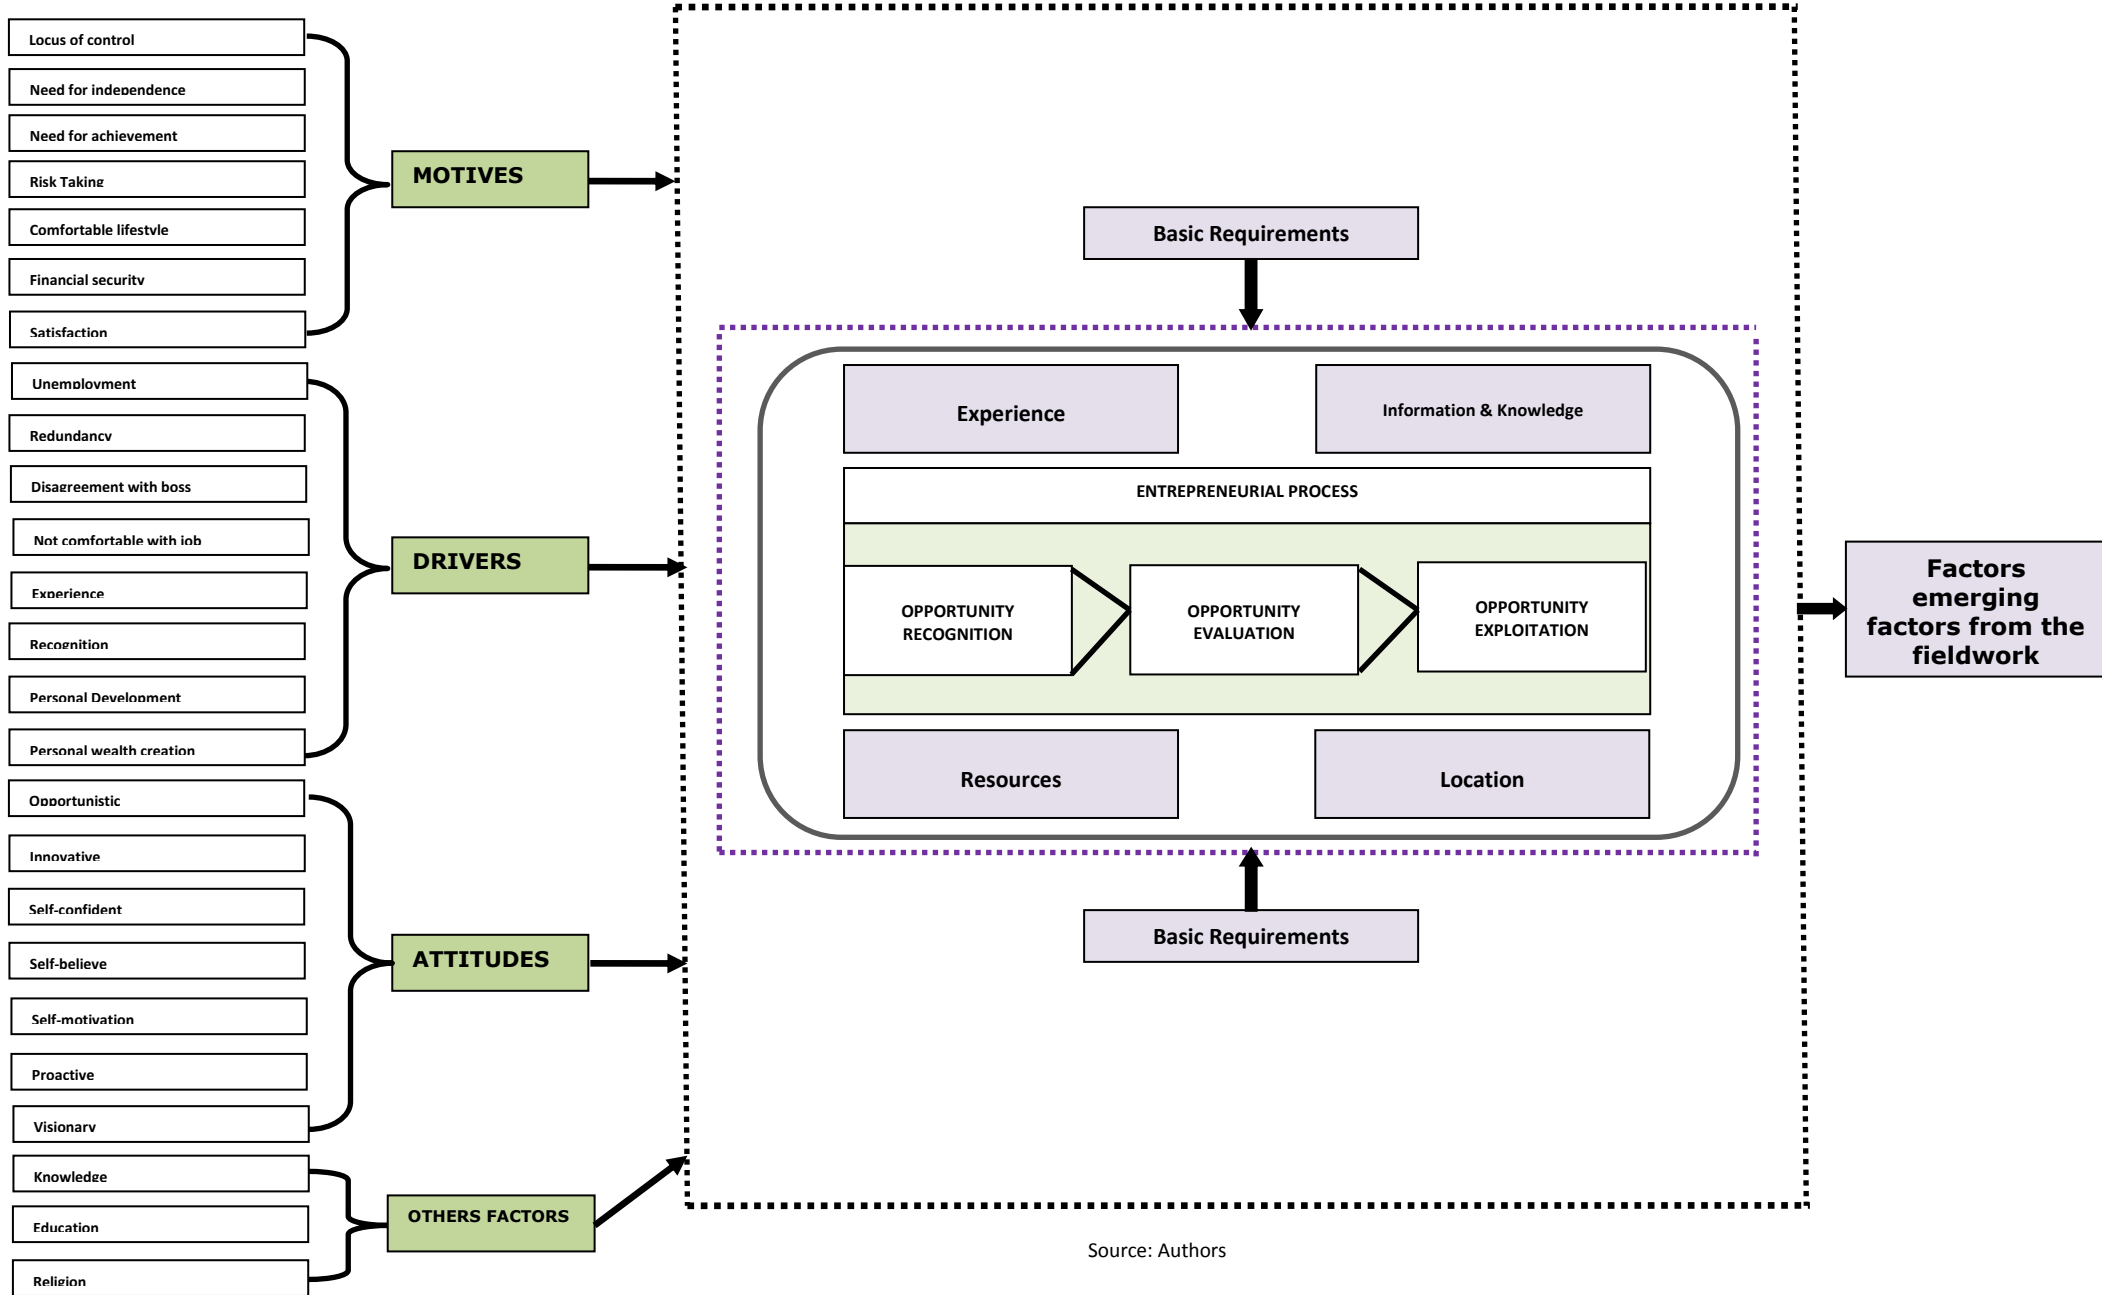 Locus of control
Need for independence
Need for achievement
Risk Taking
Comfortable lifestyle
Financial security
Satisfaction
MOTIVES
Unemployment
Redundancy
Disagreement with boss
Not comfortable with job
Experience
Recognition
Personal Development
Personal wealth creation
DRIVERS
Opportunistic
Innovative
Self-confident
Self-believe
Self-motivation
Proactive
Visionary
ATTITUDES
Knowledge
Education
Religion
OTHERS FACTORS
Basic Requirements
Experience
Information & Knowledge
ENTREPRENEURIAL PROCESS
OPPORTUNITY
RECOGNITION
OPPORTUNITY
EVALUATION
OPPORTUNITY
EXPLOITATION
Resources
Location
Basic Requirements
Factors
emerging
factors from the
fieldwork
Source: Authors